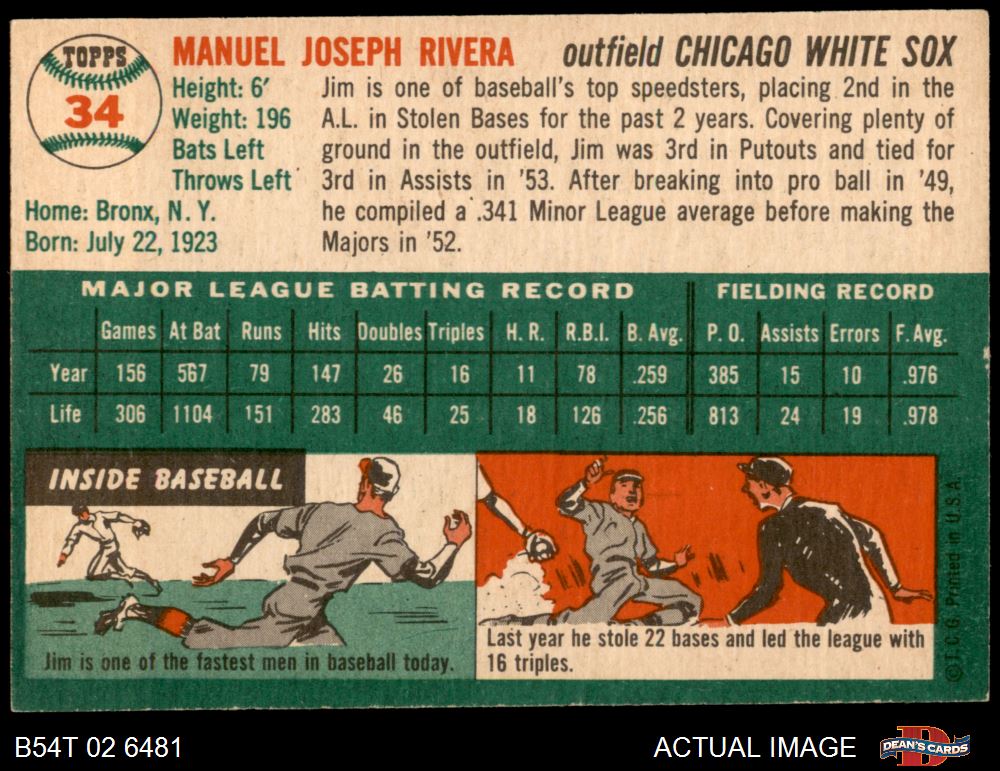 TOPPS
34
MANUEL JOSEPH RIVERA outfield CHICAGO WHITE SOX
Height: 6′
Weight: 196
Bats Left
Throws Left
Home: Bronx, N. Y.
Born: July 22, 1923
Jim is one of baseball's top speedsters, placing 2nd in the
A.L. in Stolen Bases for the past 2 years. Covering plenty of
ground in the outfield, Jim was 3rd in Putouts and tied for
3rd in Assists in '53. After breaking into pro ball in '49,
he compiled a .341 Minor League average before making the
Majors in '52.
MAJOR LEAGUE BATTING RECORD FIELDING RECORD
Games At Bat Runs Hits Doubles Triples H. R. R.B.I. B. Avg. P. O. Assists Errors F. Avg.
Year 156 567 79 147 26 16 11 78 .259 385 15 10 .976
Life 306 1104 151 283 46 25 18 126 .256 813 24 19 .978
INSIDE BASEBALL
Jim is one of the fastest men in baseball today.
Last year he stole 22 bases and led the league with
16 triples.
© T.C.G. Printed in U.S.A.
B54T 02 6481
ACTUAL IMAGE
DEAN'S CARDS